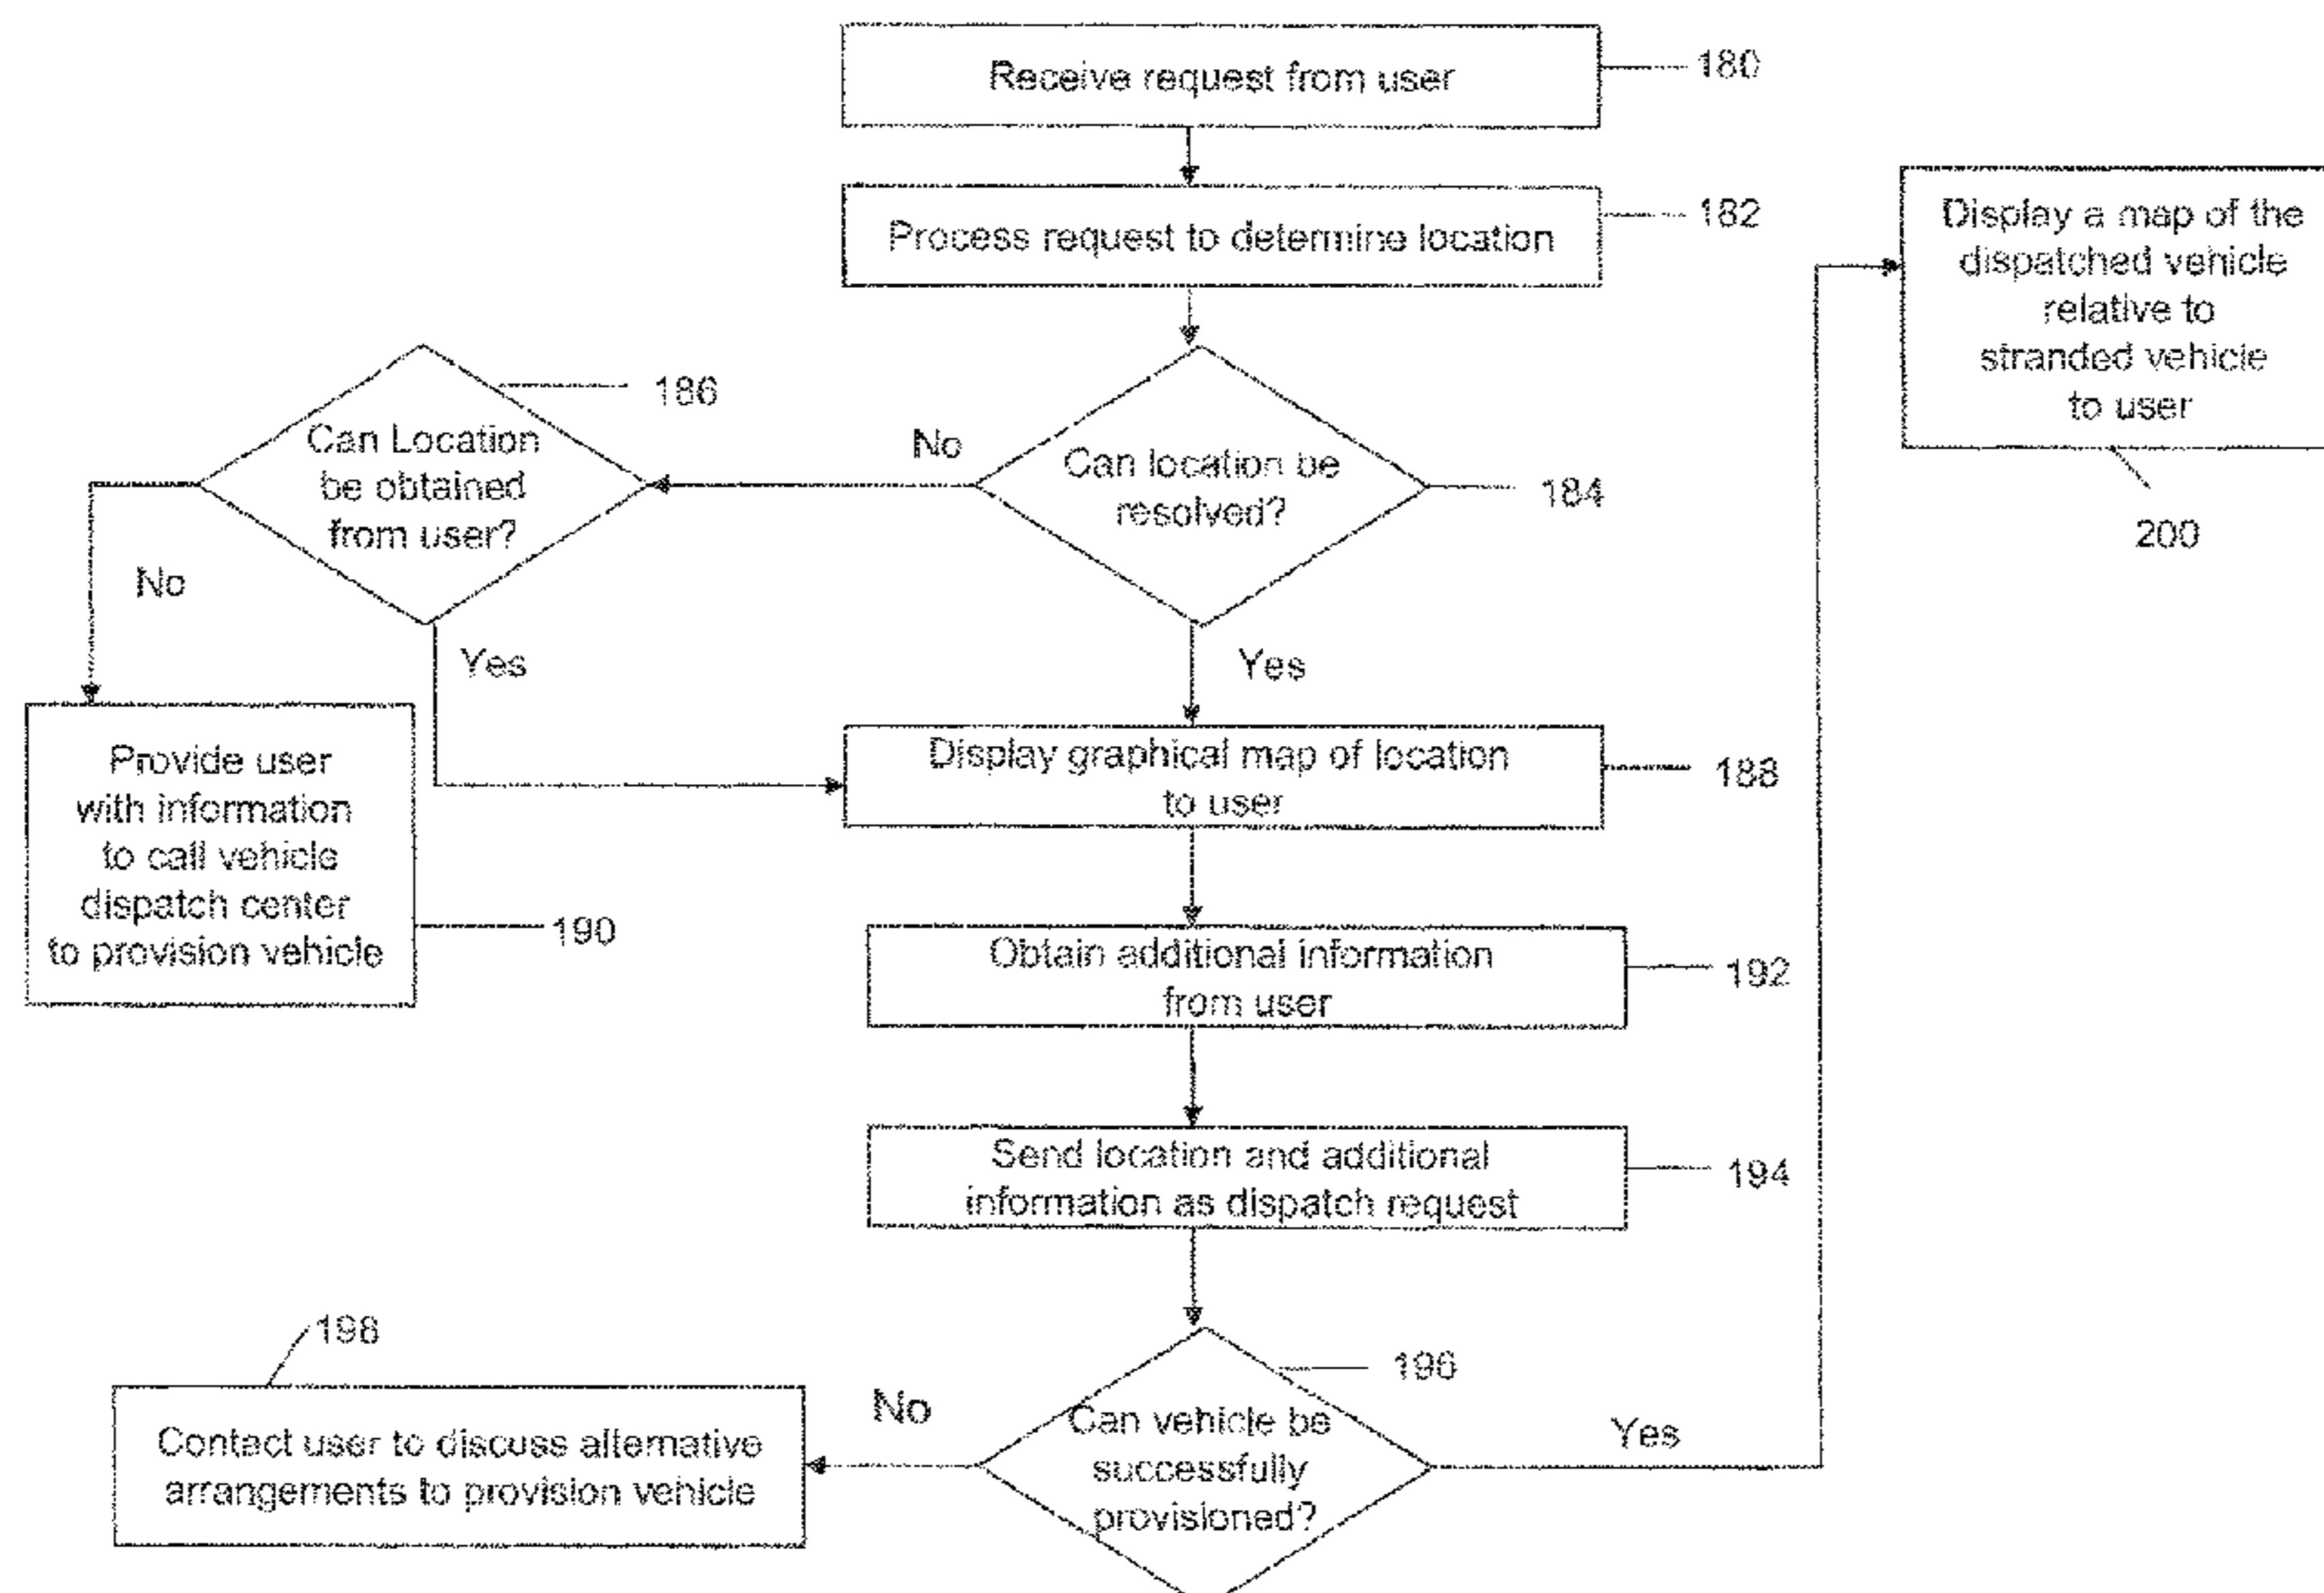 Receive request from user
180
Process request to determine location
182
Display a map of the
dispatched vehicle
relative to
stranded vehicle
to user
200
186
Can Location
be obtained
from user?
No
Can location be
resolved?
184
No
Yes
Yes
Provide user
with information
to call vehicle
dispatch center
to provision vehicle
190
Display graphical map of location
to user
188
Obtain additional information
from user
192
Send location and additional
information as dispatch request
194
198
Contact user to discuss alternative
arrangements to provision vehicle
No
196
Can vehicle be
successfully
provisioned?
Yes